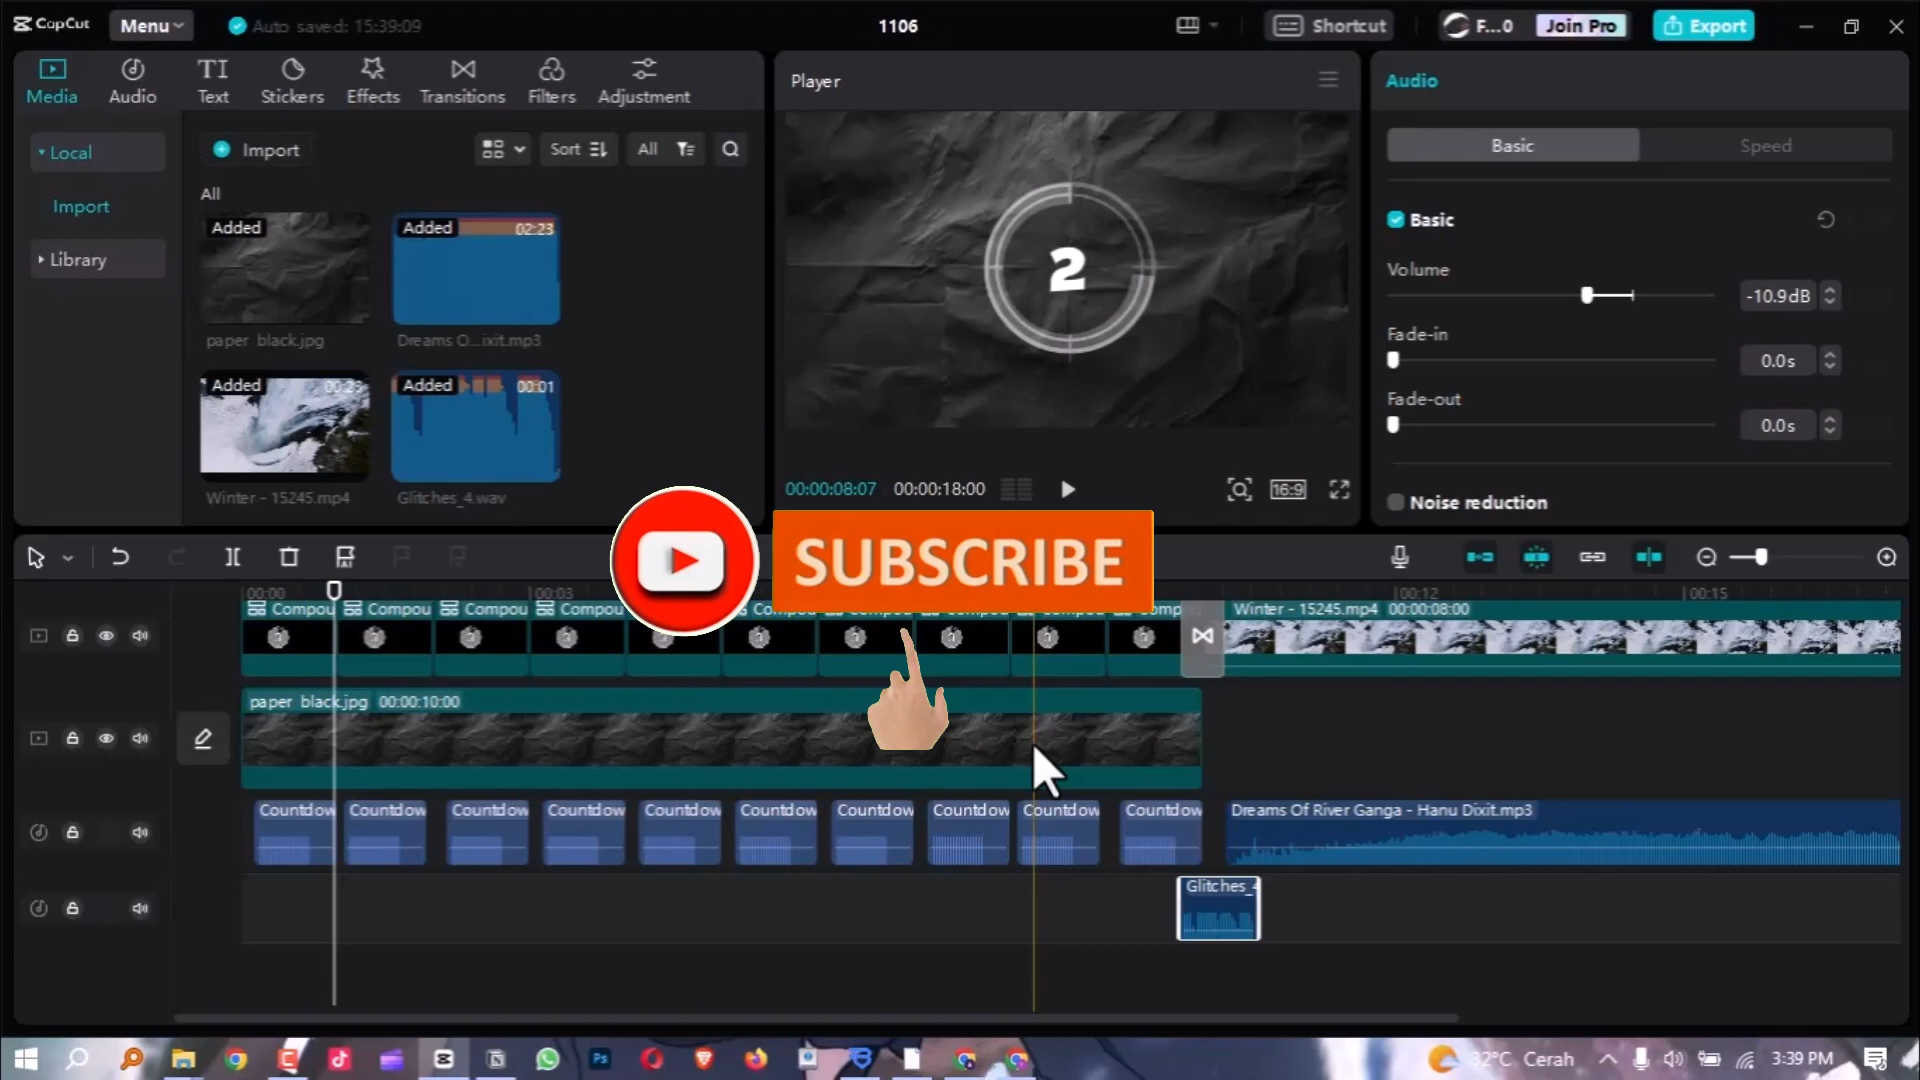 CapCut
Menu
Auto saved: 15:39:09
1106
Shortcut
F...0
Join Pro
Export
Media
Audio
Text
Stickers
Effects
Transitions
Filters
Adjustment
Player
Audio
Local
Import
Sort
All
Basic
Speed
Import
All
Library
Basic
Added
Added 02:23
Volume
-10.9dB
paper black.jpg
Dreams O...ixit.mp3
Fade-in
0.0s
Added
Added 00:01
Fade-out
0.0s
Winter - 15245.mp4
Glitches_4.wav
00:00:08:07 00:00:18:00
16:9
Noise reduction
2
SUBSCRIBE
00:00
00:03
00:12
00:15
Compou
Compou
Compou
Compou
Winter - 15245.mp4 00:00:08:00
paper black.jpg 00:00:10:00
Countdow
Countdow
Countdow
Countdow
Countdow
Countdow
Countdow
Countdow
Countdow
Countdow
Dreams Of River Ganga - Hanu Dixit.mp3
Glitches_4
Ps
32°C Cerah
3:39 PM